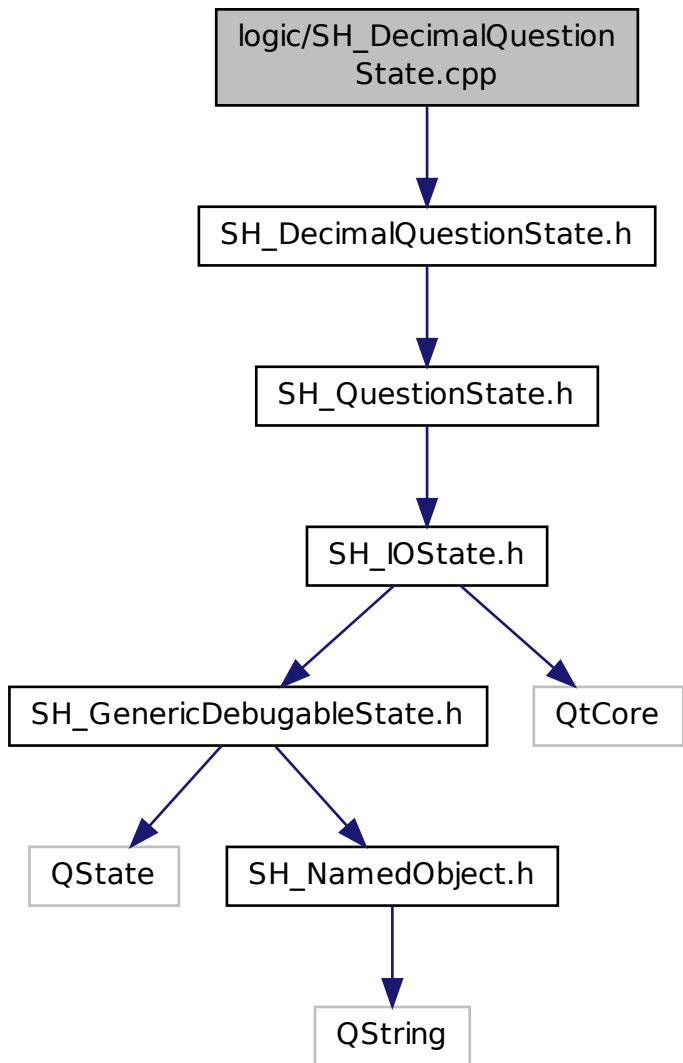 logic/SH_DecimalQuestion
State.cpp
SH_DecimalQuestionState.h
SH_QuestionState.h
SH_IOState.h
SH_GenericDebugableState.h
QtCore
QState
SH_NamedObject.h
QString